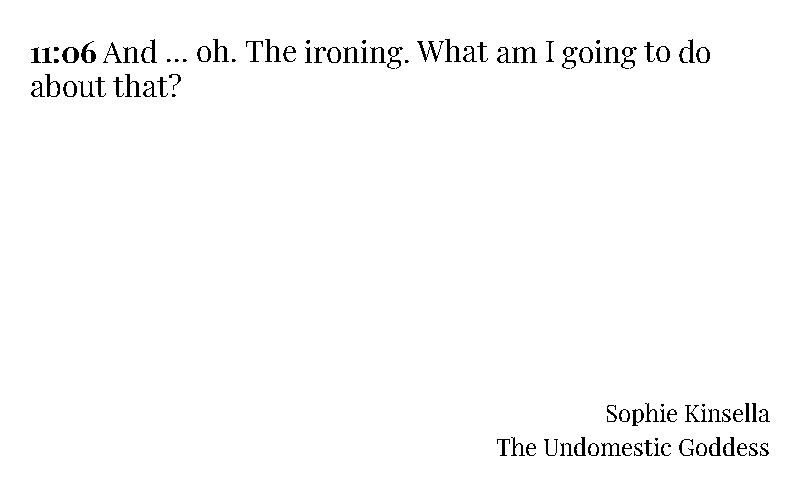 11:06 And ... oh. The ironing. What am I going to do
about that?
Sophie Kinsella
The Undomestic Goddess